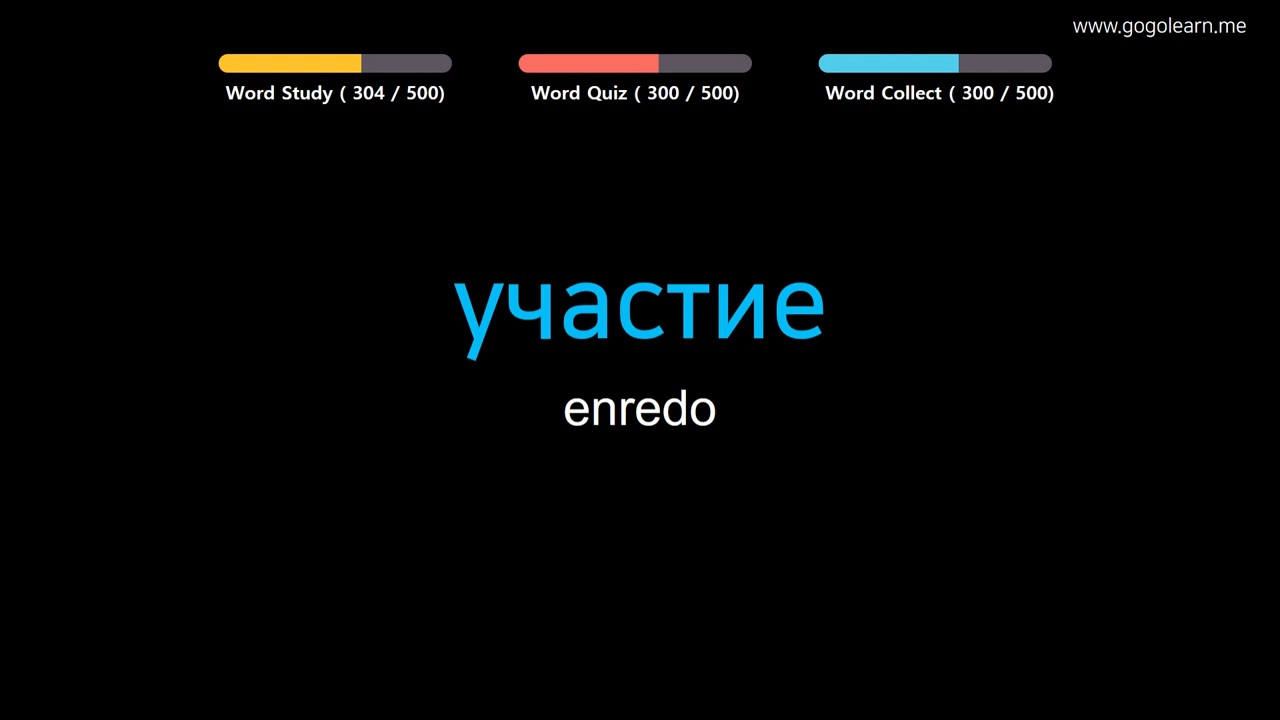 www.gogolearn.me
Word Study ( 304 / 500)
Word Quiz ( 300 / 500)
Word Collect ( 300 / 500)
участие
enredo